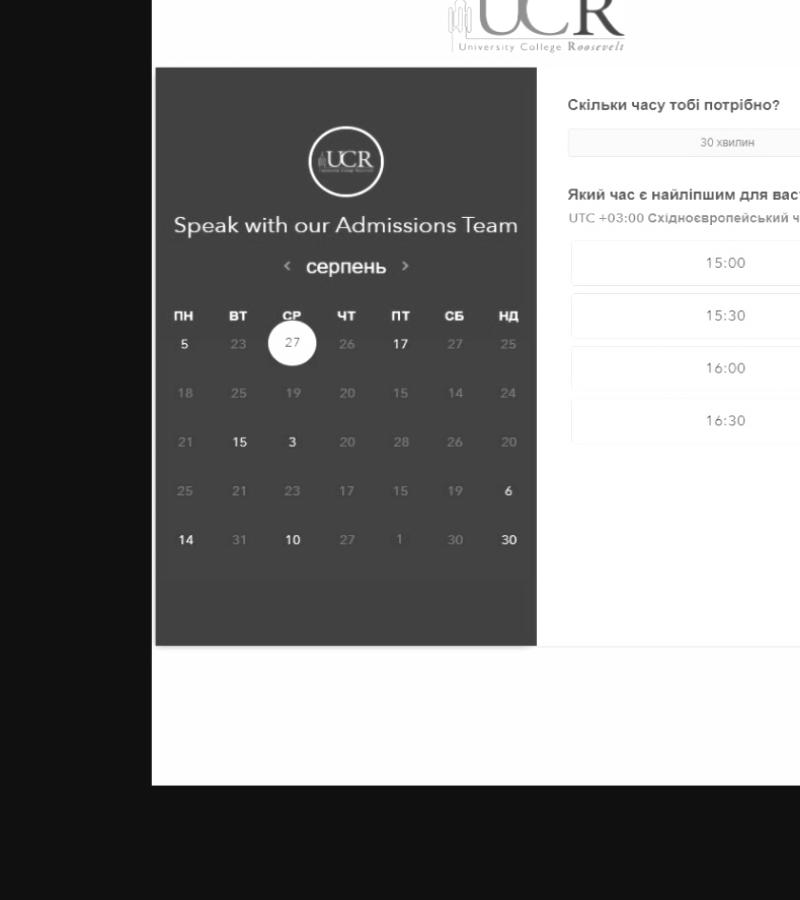 UCR
University College Roosevelt
UCR
Speak with our Admissions Team
< серпень >
ПН ВТ СР ЧТ ПТ СБ НД
5 23 27 26 17 27 25
18 25 19 20 15 14 24
21 15 3 20 28 26 20
25 21 23 17 15 19 6
14 31 10 27 1 30 30
Скільки часу тобі потрібно?
30 хвилин
Який час є найліпшим для вас
UTC +03:00 Східноєвропейський ч
15:00
15:30
16:00
16:30